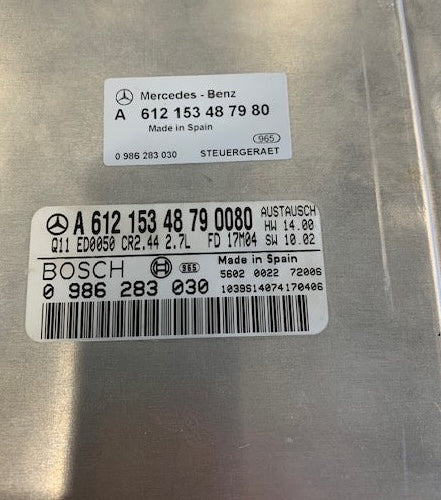 Mercedes - Benz
A 612 153 48 79 80
Made in Spain
965
0 986 283 030 STEUERGERAET
A 612 153 48 79 0080 AUSTAUSCH
HW 14.00
Q11 ED0050 CR2.44 2.7L FD 17M04 SW 10.02
BOSCH 965 Made in Spain
5602 0022 72006
0 986 283 030 1039S14074170406